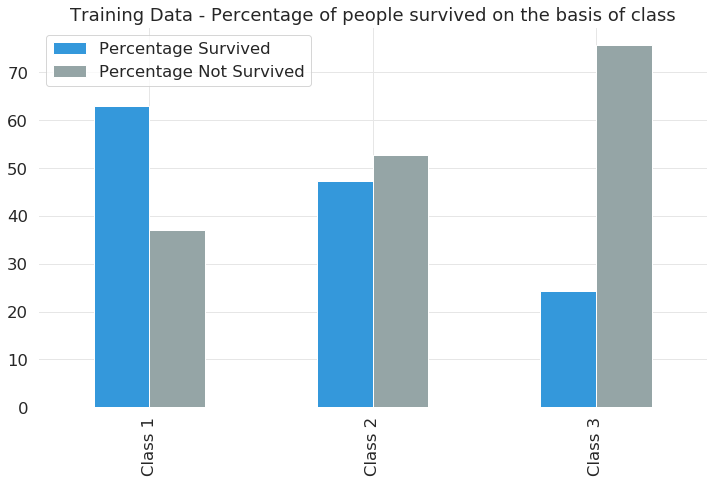 Training Data - Percentage of people survived on the basis of class
Percentage Survived
Percentage Not Survived
70
60
50
40
30
20
10
0
Class 1
Class 2
Class 3